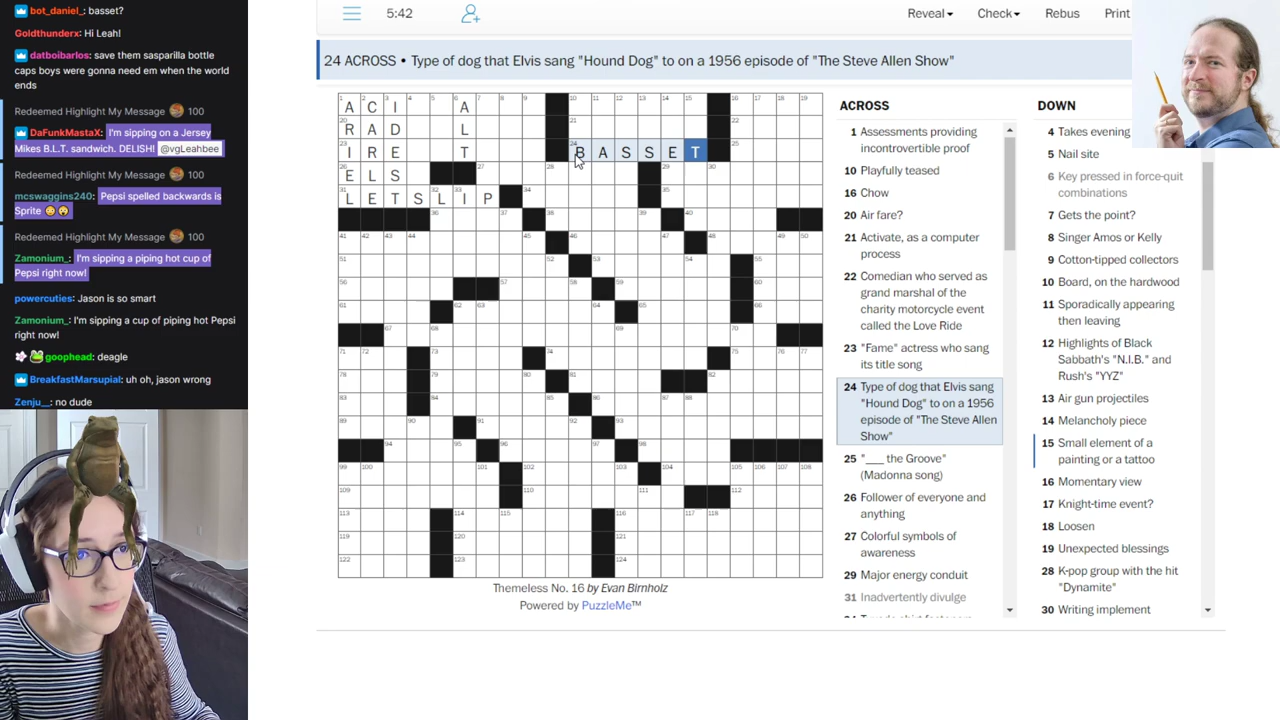 bot_daniel_: basset?
Goldthunderx: Hi Leah!
datboibarlos: save them sasparilla bottle
caps boys were gonna need em when the world
ends
Redeemed Highlight My Message 100
DaFunkMastaX: I'm sipping on a Jersey
Mikes B.L.T. sandwich. DELISH! @vgLeahbee
Redeemed Highlight My Message 100
mcswaggins240: Pepsi spelled backwards is
Sprite
Redeemed Highlight My Message 100
Zamonium_: I'm sipping a piping hot cup of
Pepsi right now!
powercuties: Jason is so smart
Zamonium_: I'm sipping a cup of piping hot Pepsi
right now!
goophead: deagle
BreakfastMarsupial: uh oh, jason wrong
Zenju__: no dude
5:42
Reveal Check Rebus Print
24 ACROSS • Type of dog that Elvis sang "Hound Dog" to on a 1956 episode of "The Steve Allen Show"
A C I A
R A D L
I R E T B A S S E T
E L S
L E T S L I P
Themeless No. 16 by Evan Birnholz
Powered by PuzzleMe™
ACROSS
1 Assessments providing
incontrovertible proof
10 Playfully teased
16 Chow
20 Air fare?
21 Activate, as a computer
process
22 Comedian who served as
grand marshal of the
charity motorcycle event
called the Love Ride
23 "Fame" actress who sang
its title song
24 Type of dog that Elvis sang
"Hound Dog" to on a 1956
episode of "The Steve Allen
Show"
25 "___ the Groove"
(Madonna song)
26 Follower of everyone and
anything
27 Colorful symbols of
awareness
29 Major energy conduit
31 Inadvertently divulge
DOWN
4 Takes evening
5 Nail site
6 Key pressed in force-quit
combinations
7 Gets the point?
8 Singer Amos or Kelly
9 Cotton-tipped collectors
10 Board, on the hardwood
11 Sporadically appearing
then leaving
12 Highlights of Black
Sabbath's "N.I.B." and
Rush's "YYZ"
13 Air gun projectiles
14 Melancholy piece
15 Small element of a
painting or a tattoo
16 Momentary view
17 Knight-time event?
18 Loosen
19 Unexpected blessings
28 K-pop group with the hit
"Dynamite"
30 Writing implement